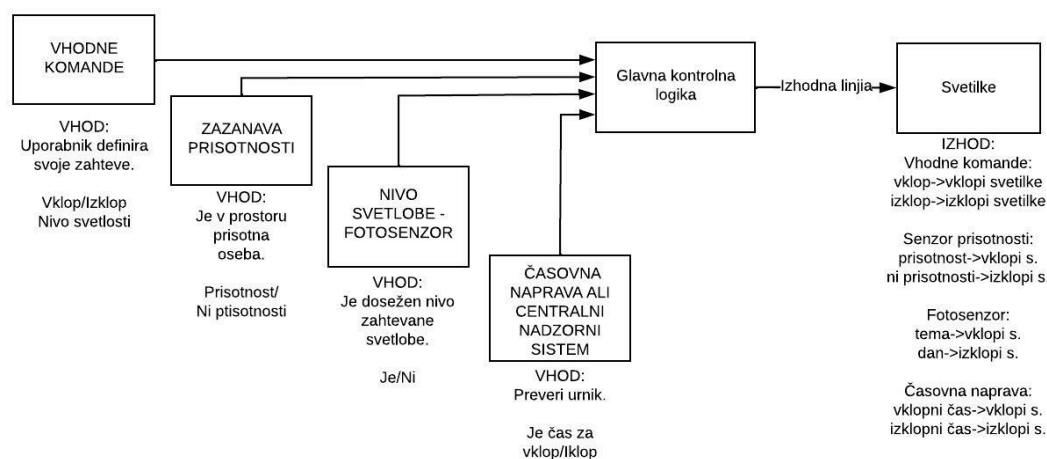 VHODNE
KOMANDE
VHOD:
Uporabnik definira
svoje zahteve.
Vklop/Izklop
Nivo svetlosti
ZAZANAVA
PRISOTNOSTI
VHOD:
Je v prostoru
prisotna
oseba.
Prisotnost/
Ni ptisotnosti
NIVO
SVETLOBE -
FOTOSENZOR
VHOD:
Je dosežen nivo
zahtevane
svetlobe.
Je/Ni
ČASOVNA
NAPRAVA ALI
CENTRALNI
NADZORNI
SISTEM
VHOD:
Preveri urnik.
Je čas za
vklop/Iklop
Glavna kontrolna
logika
Izhodna linjia
Svetilke
IZHOD:
Vhodne komande:
vklop->vklopi svetilke
izklop->izklopi svetilke
Senzor prisotnosti:
prisotnost->vklopi s.
ni prisotnosti->izklopi s.
Fotosenzor:
tema->vklopi s.
dan->izklopi s.
Časovna naprava:
vklopni čas->vklopi s.
izklopni čas->izklopi s.